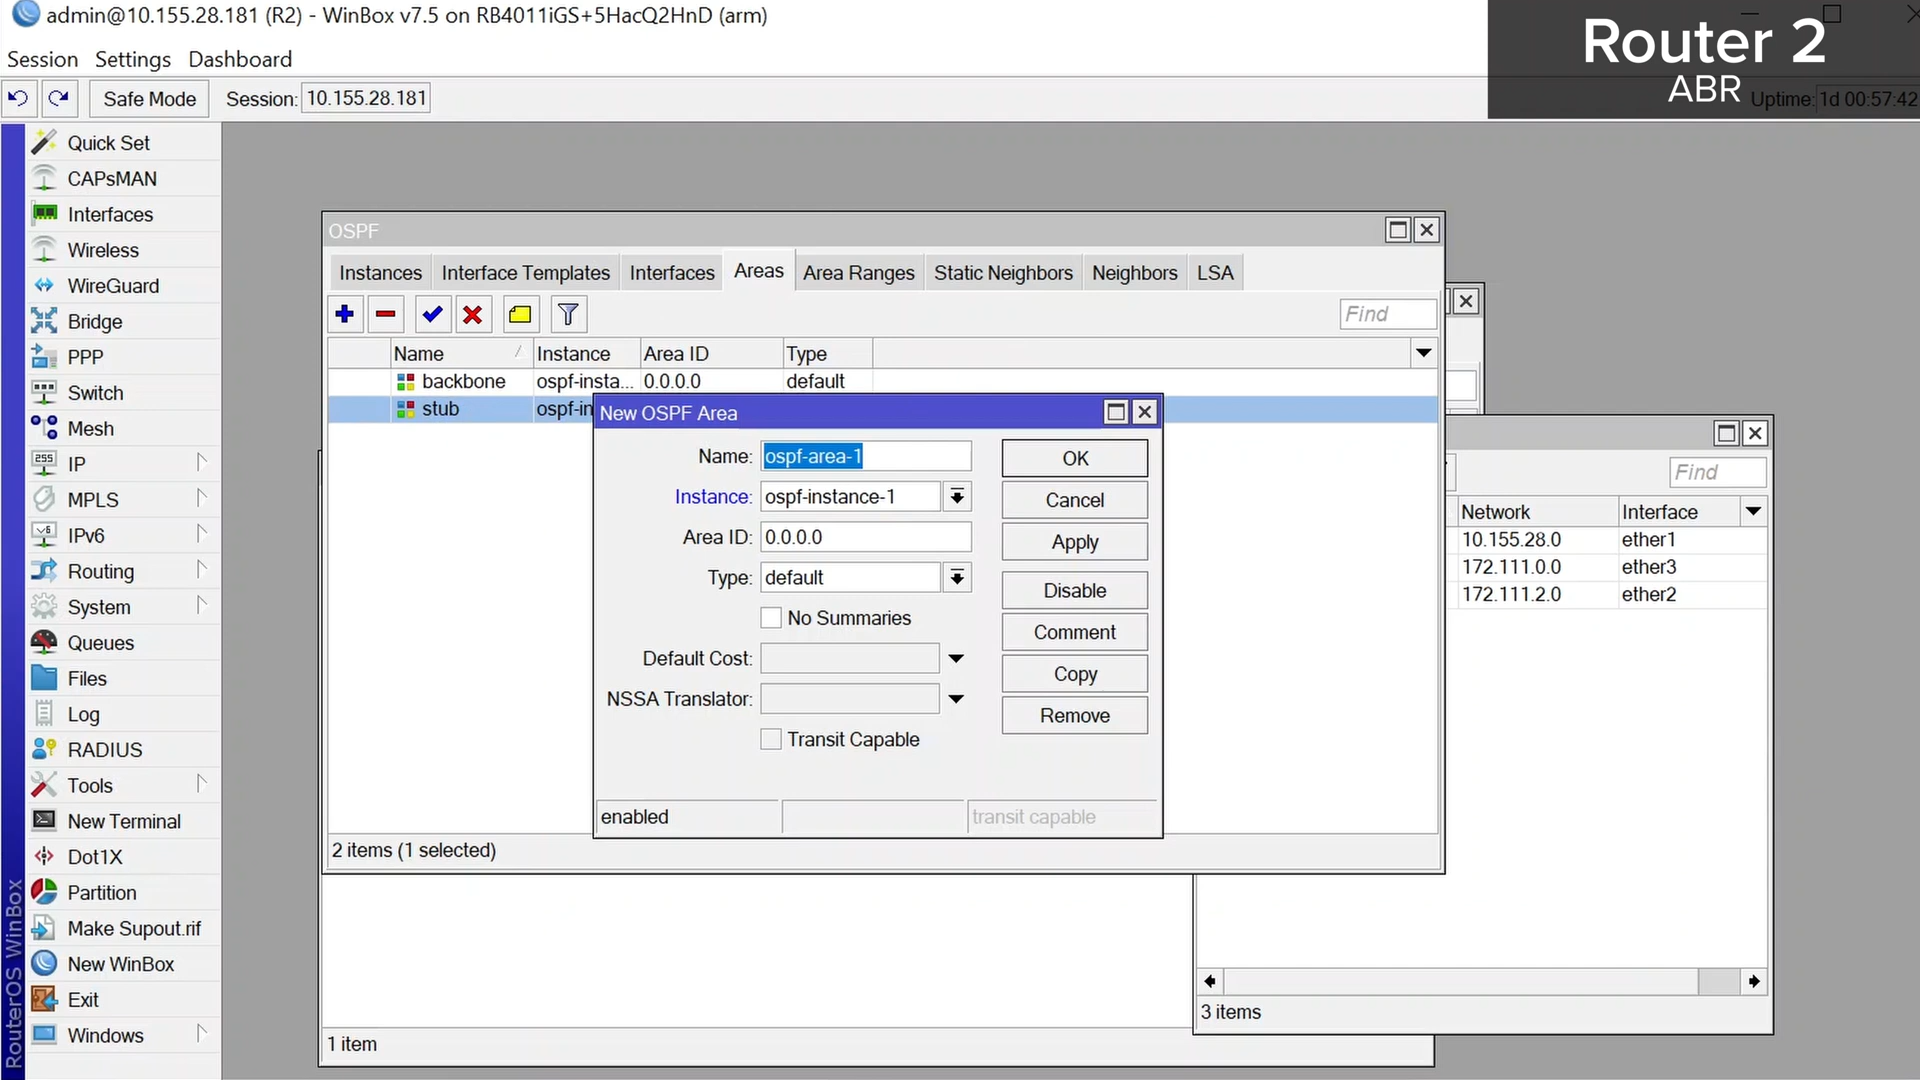 admin@10.155.28.181 (R2) - WinBox v7.5 on RB4011iGS+5HacQ2HnD (arm)
Router 2
ABR
Session Settings Dashboard
Safe Mode Session: 10.155.28.181 Uptime: 1d 00:57:42
Quick Set
CAPsMAN
Interfaces
Wireless
WireGuard
Bridge
PPP
Switch
Mesh
255 IP
MPLS
v6 IPv6
Routing
System
Queues
Files
Log
RADIUS
Tools
New Terminal
Dot1X
Partition
Make Supout.rif
New WinBox
Exit
Windows
RouterOS WinBox
OSPF
Instances Interface Templates Interfaces Areas Area Ranges Static Neighbors Neighbors LSA
Find
Name Instance Area ID Type
backbone ospf-insta... 0.0.0.0 default
stub ospf-in
2 items (1 selected)
New OSPF Area
Name: ospf-area-1
Instance: ospf-instance-1
Area ID: 0.0.0.0
Type: default
No Summaries
Default Cost:
NSSA Translator:
Transit Capable
OK
Cancel
Apply
Disable
Comment
Copy
Remove
enabled
transit capable
Find
Network Interface
10.155.28.0 ether1
172.111.0.0 ether3
172.111.2.0 ether2
3 items
1 item